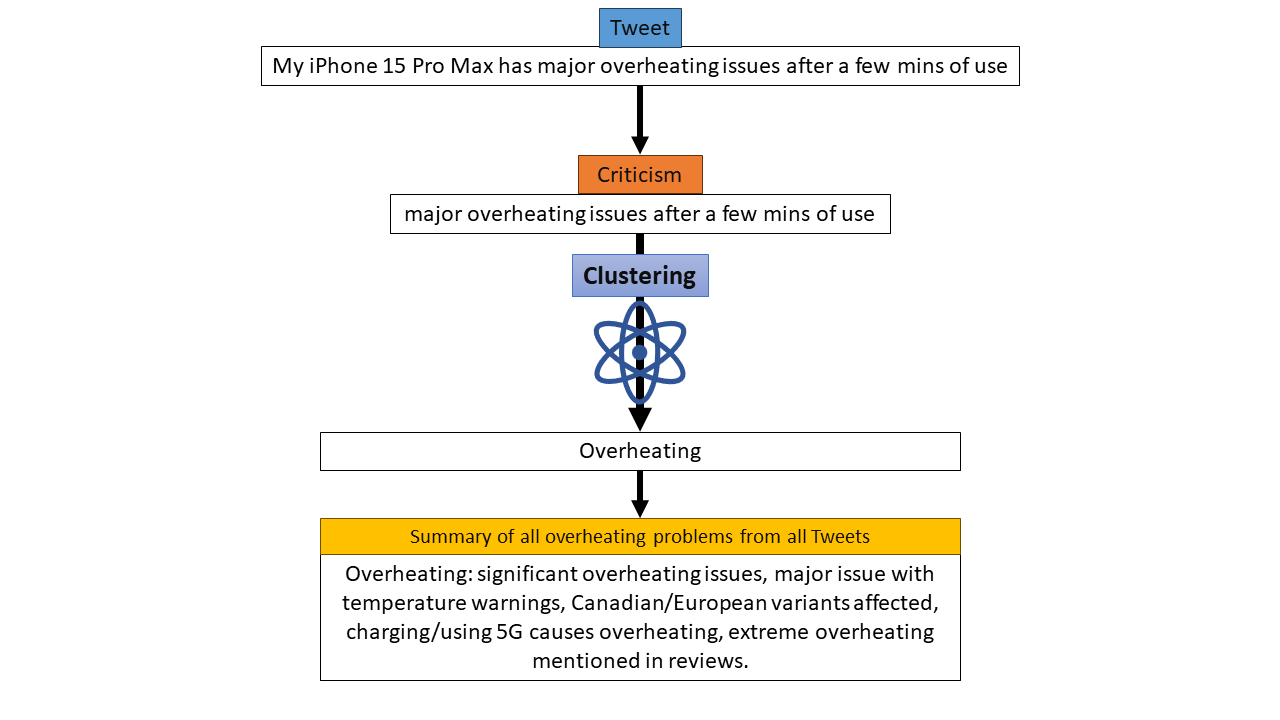 Tweet
My iPhone 15 Pro Max has major overheating issues after a few mins of use
Criticism
major overheating issues after a few mins of use
Clustering
Overheating
Summary of all overheating problems from all Tweets
Overheating: significant overheating issues, major issue with
temperature warnings, Canadian/European variants affected,
charging/using 5G causes overheating, extreme overheating
mentioned in reviews.